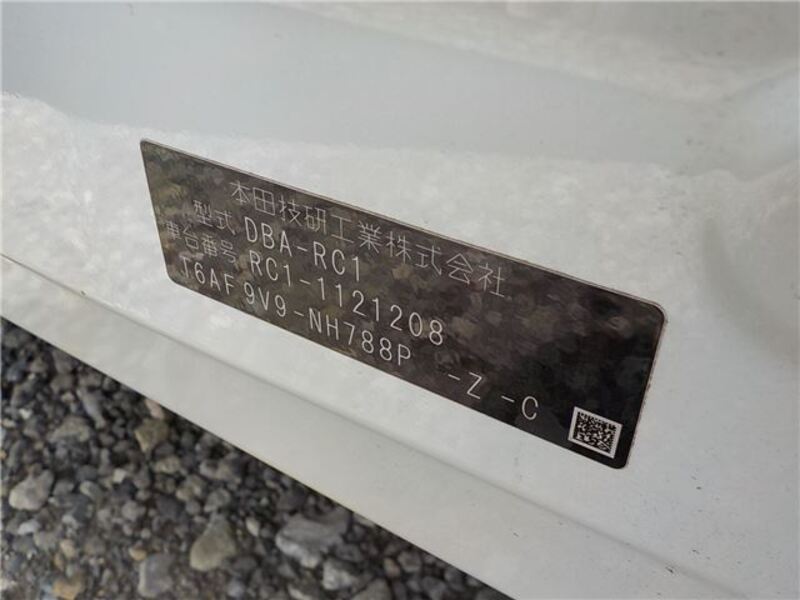 本田技研工業株式会社
型式 DBA-RC1
車台番号 RC1-1121208
T6AF 9V9-NH788P -Z -C